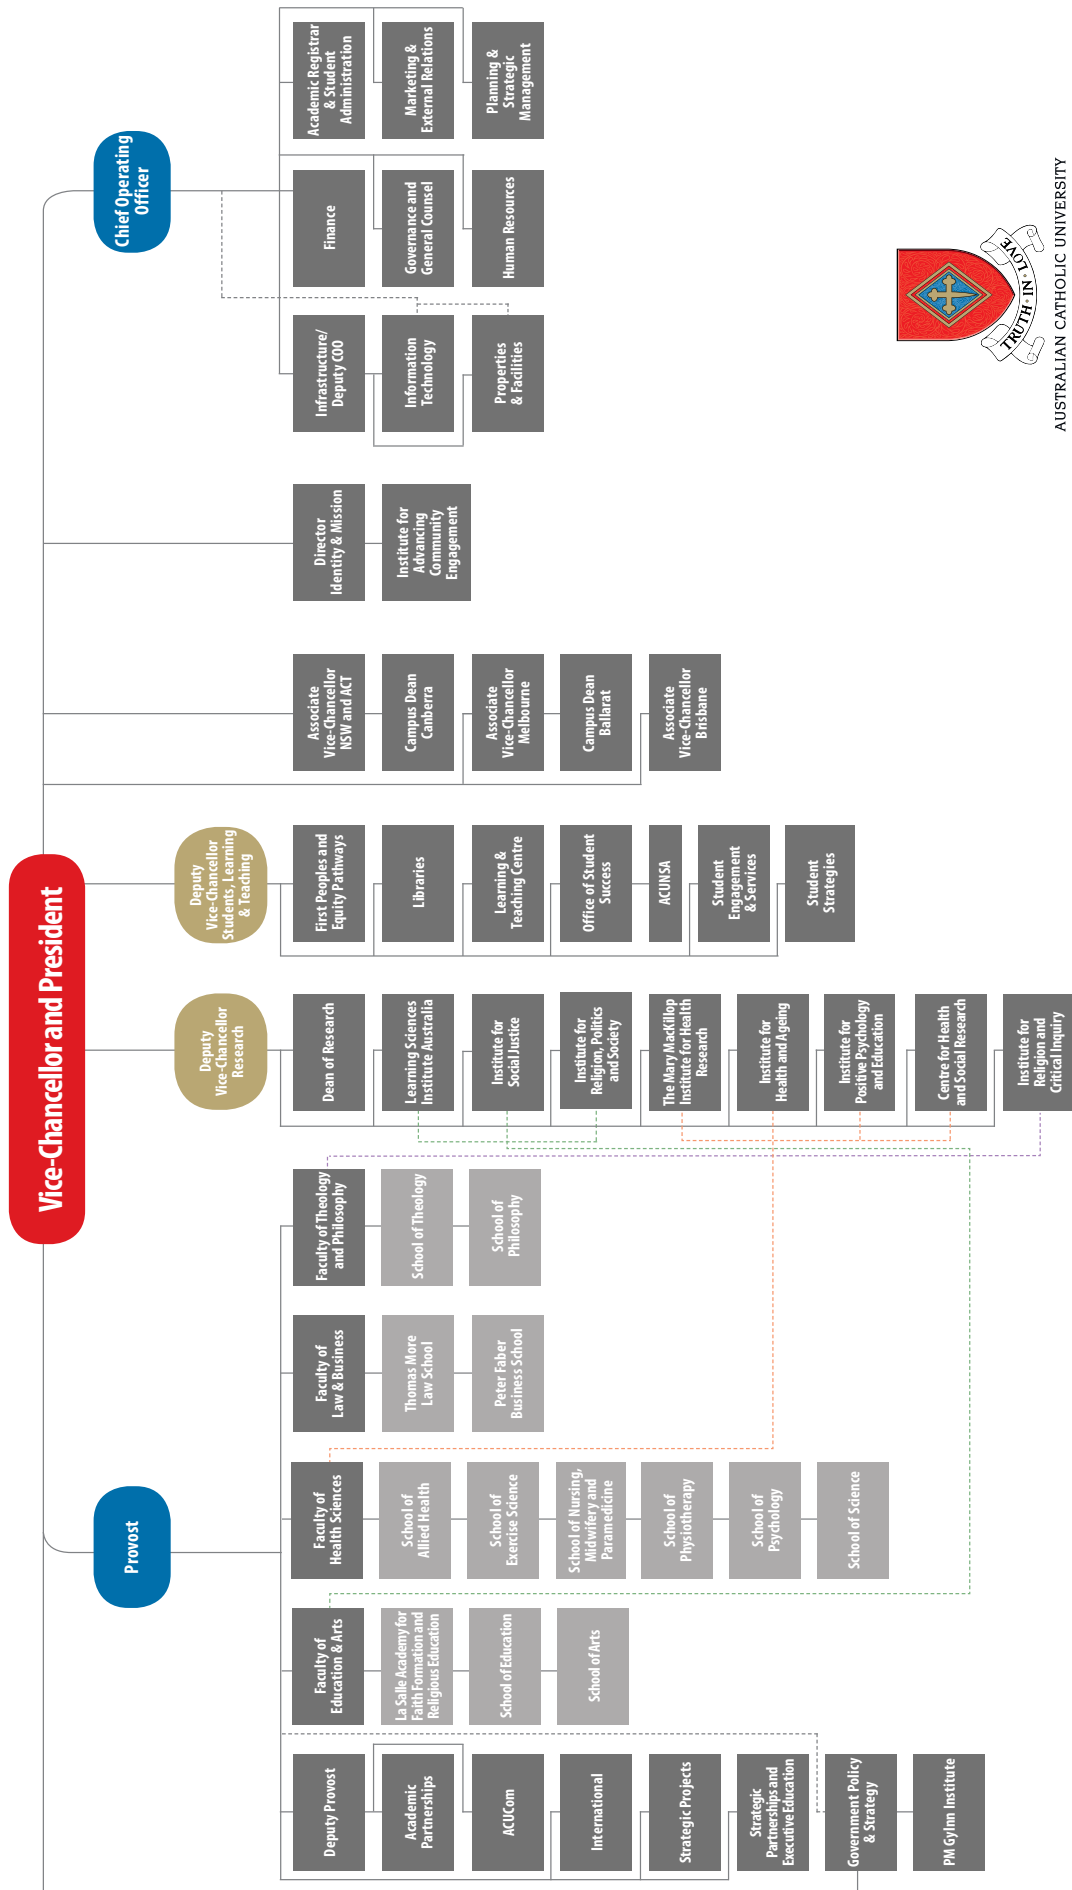 Vice-Chancellor and President
Provost
Chief Operating
Officer
Deputy
Vice-Chancellor
Research
Deputy
Vice-Chancellor
Students, Learning
& Teaching
Deputy Provost
Academic
Partnerships
ACUCom
International
Strategic Projects
Strategic
Partnerships and
Executive Education
Government Policy
& Strategy
PM Gylnn Institute
Faculty of
Education & Arts
La Salle Academy for
Faith Formation and
Religious Education
School of Education
School of Arts
Faculty of
Health Sciences
School of
Allied Health
School of
Exercise Science
School of Nursing,
Midwifery and
Paramedicine
School of
Physiotherapy
School of
Psychology
School of Science
Faculty of
Law & Business
Thomas More
Law School
Peter Faber
Business School
Faculty of Theology
and Philosophy
School of Theology
School of
Philosophy
Dean of Research
Learning Sciences
Institute Australia
Institute for
Social Justice
Institute for
Religion, Politics
and Society
The Mary MacKillop
Institute for Health
Research
Institute for
Health and Ageing
Institute for
Positive Psychology
and Education
Centre for Health
and Social Research
Institute for
Religion and
Critical Inquiry
First Peoples and
Equity Pathways
Libraries
Learning &
Teaching Centre
Office of Student
Success
ACUNSA
Student
Engagement
& Services
Student
Strategies
Associate
Vice-Chancellor
NSW and ACT
Campus Dean
Canberra
Associate
Vice-Chancellor
Melbourne
Campus Dean
Ballarat
Associate
Vice-Chancellor
Brisbane
Director
Identity & Mission
Institute for
Advancing
Community
Engagement
Infrastructure/
Deputy COO
Information
Technology
Properties
& Facilities
Finance
Governance and
General Counsel
Human Resources
Academic Registrar
& Student
Administration
Marketing &
External Relations
Planning &
Strategic
Management
TRUTH·IN·LOVE
AUSTRALIAN CATHOLIC UNIVERSITY